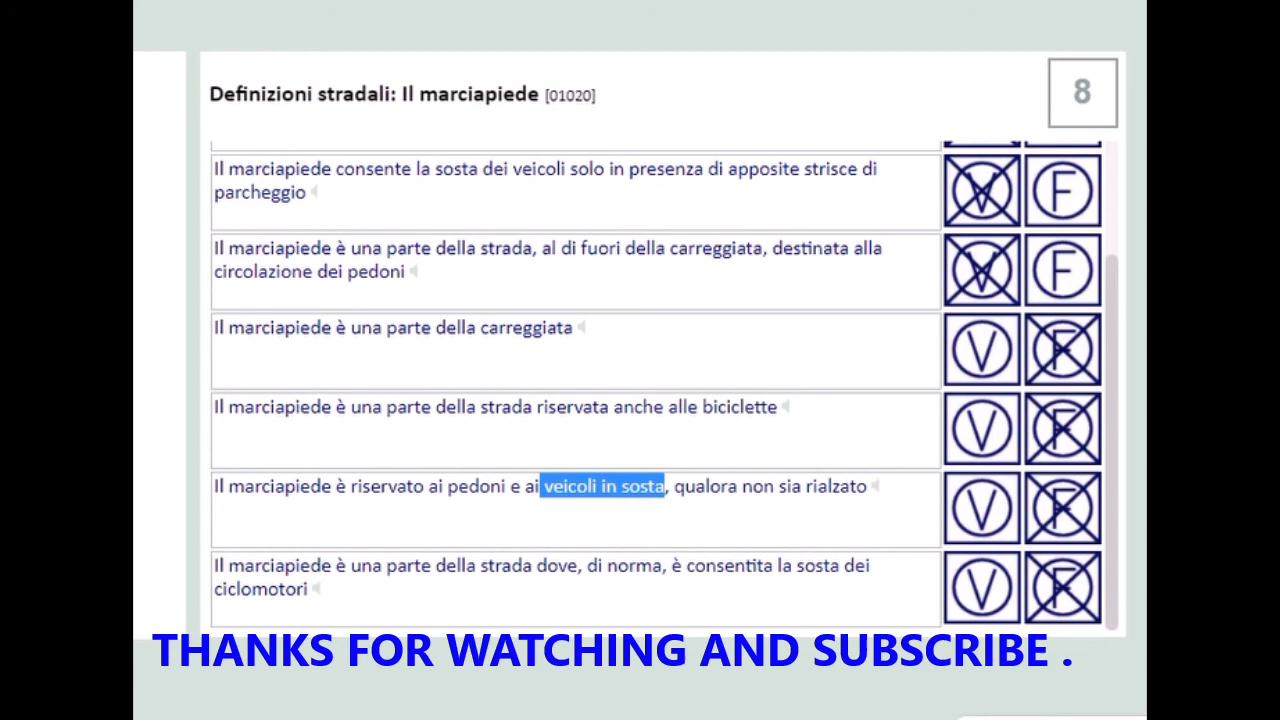 Definizioni stradali: Il marciapiede [01020]
8
Il marciapiede consente la sosta dei veicoli solo in presenza di apposite strisce di
parcheggio
V F
Il marciapiede è una parte della strada, al di fuori della carreggiata, destinata alla
circolazione dei pedoni
V F
Il marciapiede è una parte della carreggiata
V F
Il marciapiede è una parte della strada riservata anche alle biciclette
V F
Il marciapiede è riservato ai pedoni e ai veicoli in sosta, qualora non sia rialzato
V F
Il marciapiede è una parte della strada dove, di norma, è consentita la sosta dei
ciclomotori
V F
THANKS FOR WATCHING AND SUBSCRIBE .